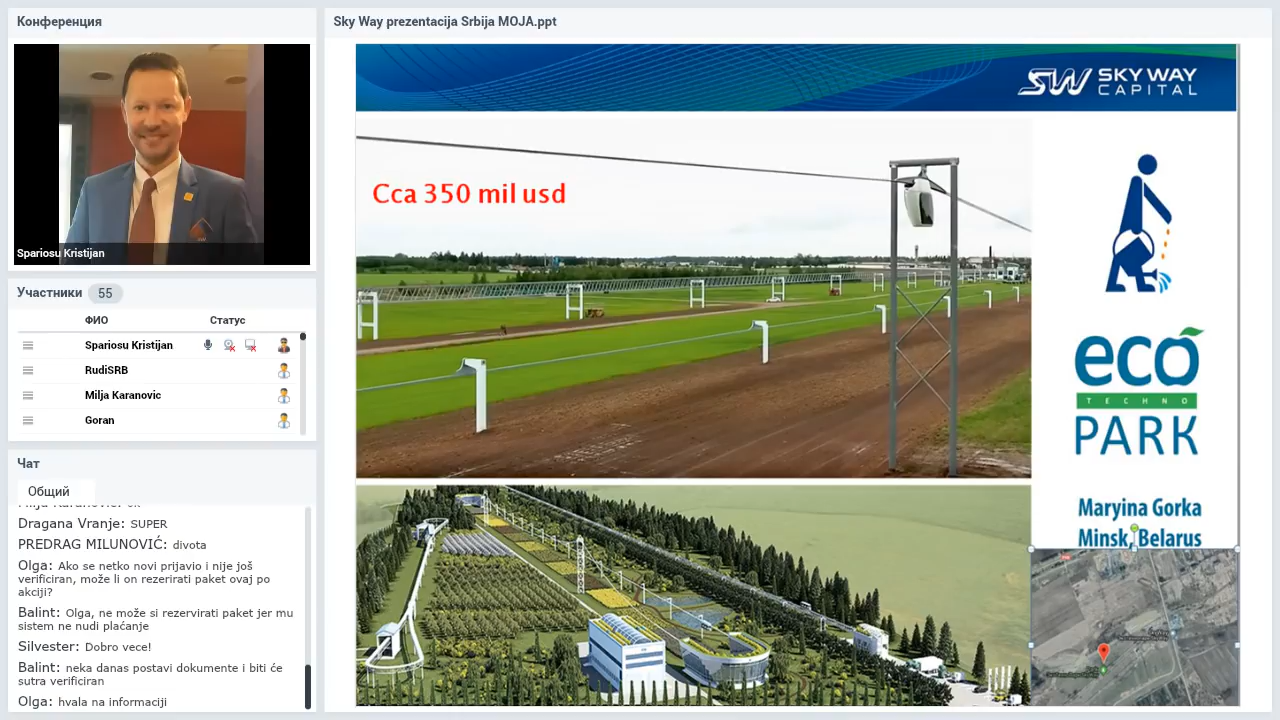 Конференция
Spariosu Kristijan
Участники 55
ФИО Статус
Spariosu Kristijan
RudiSRB
Milja Karanovic
Goran
Чат
Общий
Dragana Vranje: SUPER
PREDRAG MILUNOVIĆ: divota
Olga: Ako se netko novi prijavio i nije još
verificiran, može li on rezerirati paket ovaj po
akciji?
Balint: Olga, ne može si rezervirati paket jer mu
sistem ne nudi plaćanje
Silvester: Dobro vece!
Balint: neka danas postavi dokumente i biti će
sutra verificiran
Olga: hvala na informaciji
Sky Way prezentacija Srbija MOJA.ppt
SW SKY WAY
CAPITAL
Cca 350 mil usd
eco
TECHNO
PARK
Maryina Gorka
Minsk, Belarus